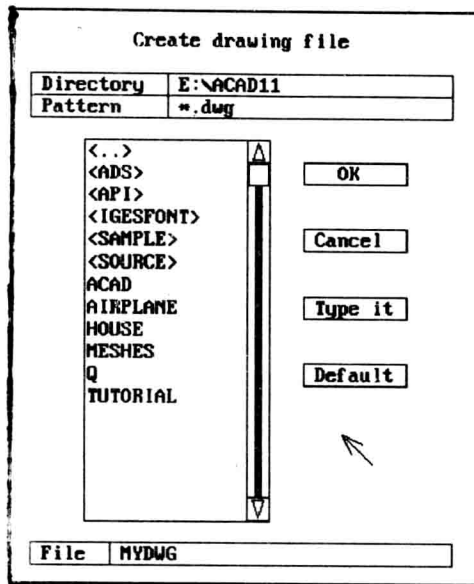 Create drawing file
Directory E:\ACAD11
Pattern *.dwg
<..>
<ADS>
<API>
<IGESFONT>
<SAMPLE>
<SOURCE>
ACAD
AIRPLANE
HOUSE
MESHES
Q
TUTORIAL
OK
Cancel
Type it
Default
File MYDWG